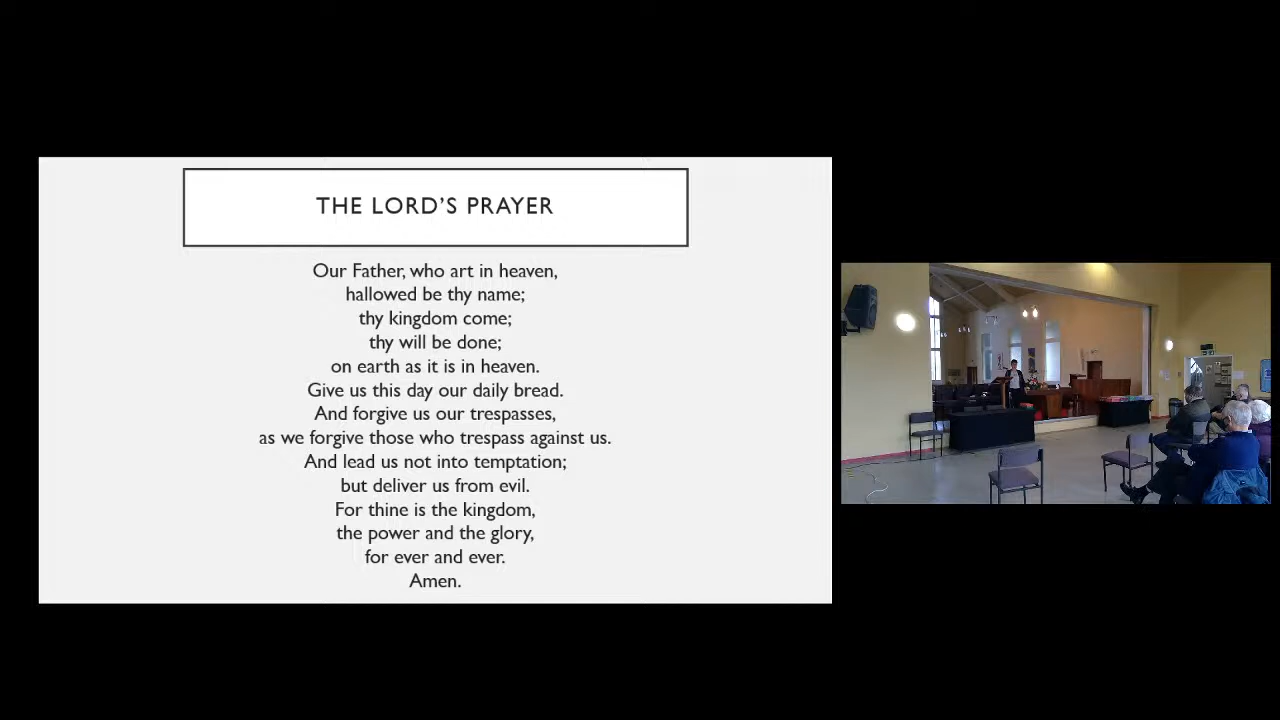 THE LORD'S PRAYER
Our Father, who art in heaven,
hallowed be thy name;
thy kingdom come;
thy will be done;
on earth as it is in heaven.
Give us this day our daily bread.
And forgive us our trespasses,
as we forgive those who trespass against us.
And lead us not into temptation;
but deliver us from evil.
For thine is the kingdom,
the power and the glory,
for ever and ever.
Amen.